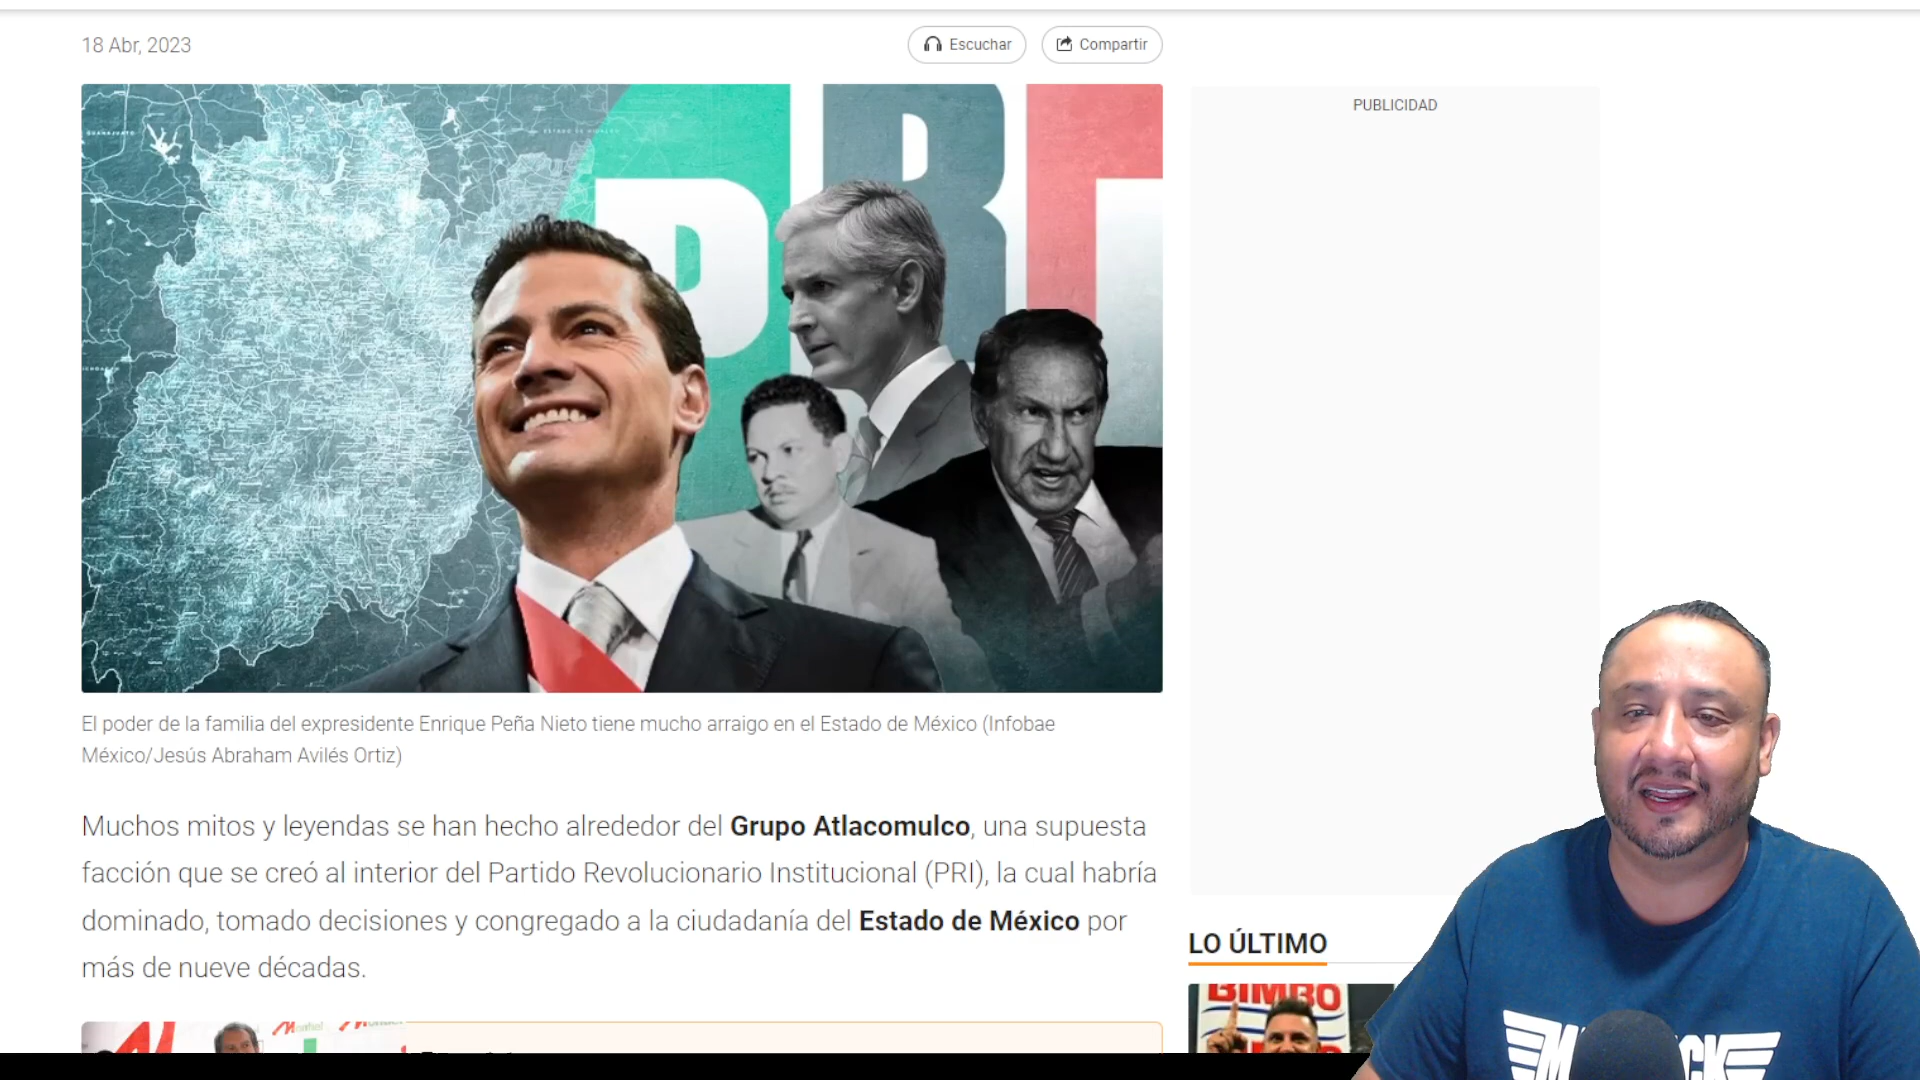 18 Abr, 2023
Escuchar
Compartir
PUBLICIDAD
PRI
El poder de la familia del expresidente Enrique Peña Nieto tiene mucho arraigo en el Estado de México (Infobae
México/Jesús Abraham Avilés Ortiz)
Muchos mitos y leyendas se han hecho alrededor del Grupo Atlacomulco, una supuesta
facción que se creó al interior del Partido Revolucionario Institucional (PRI), la cual habría
dominado, tomado decisiones y congregado a la ciudadanía del Estado de México por
más de nueve décadas.
LO ÚLTIMO
BIMBO